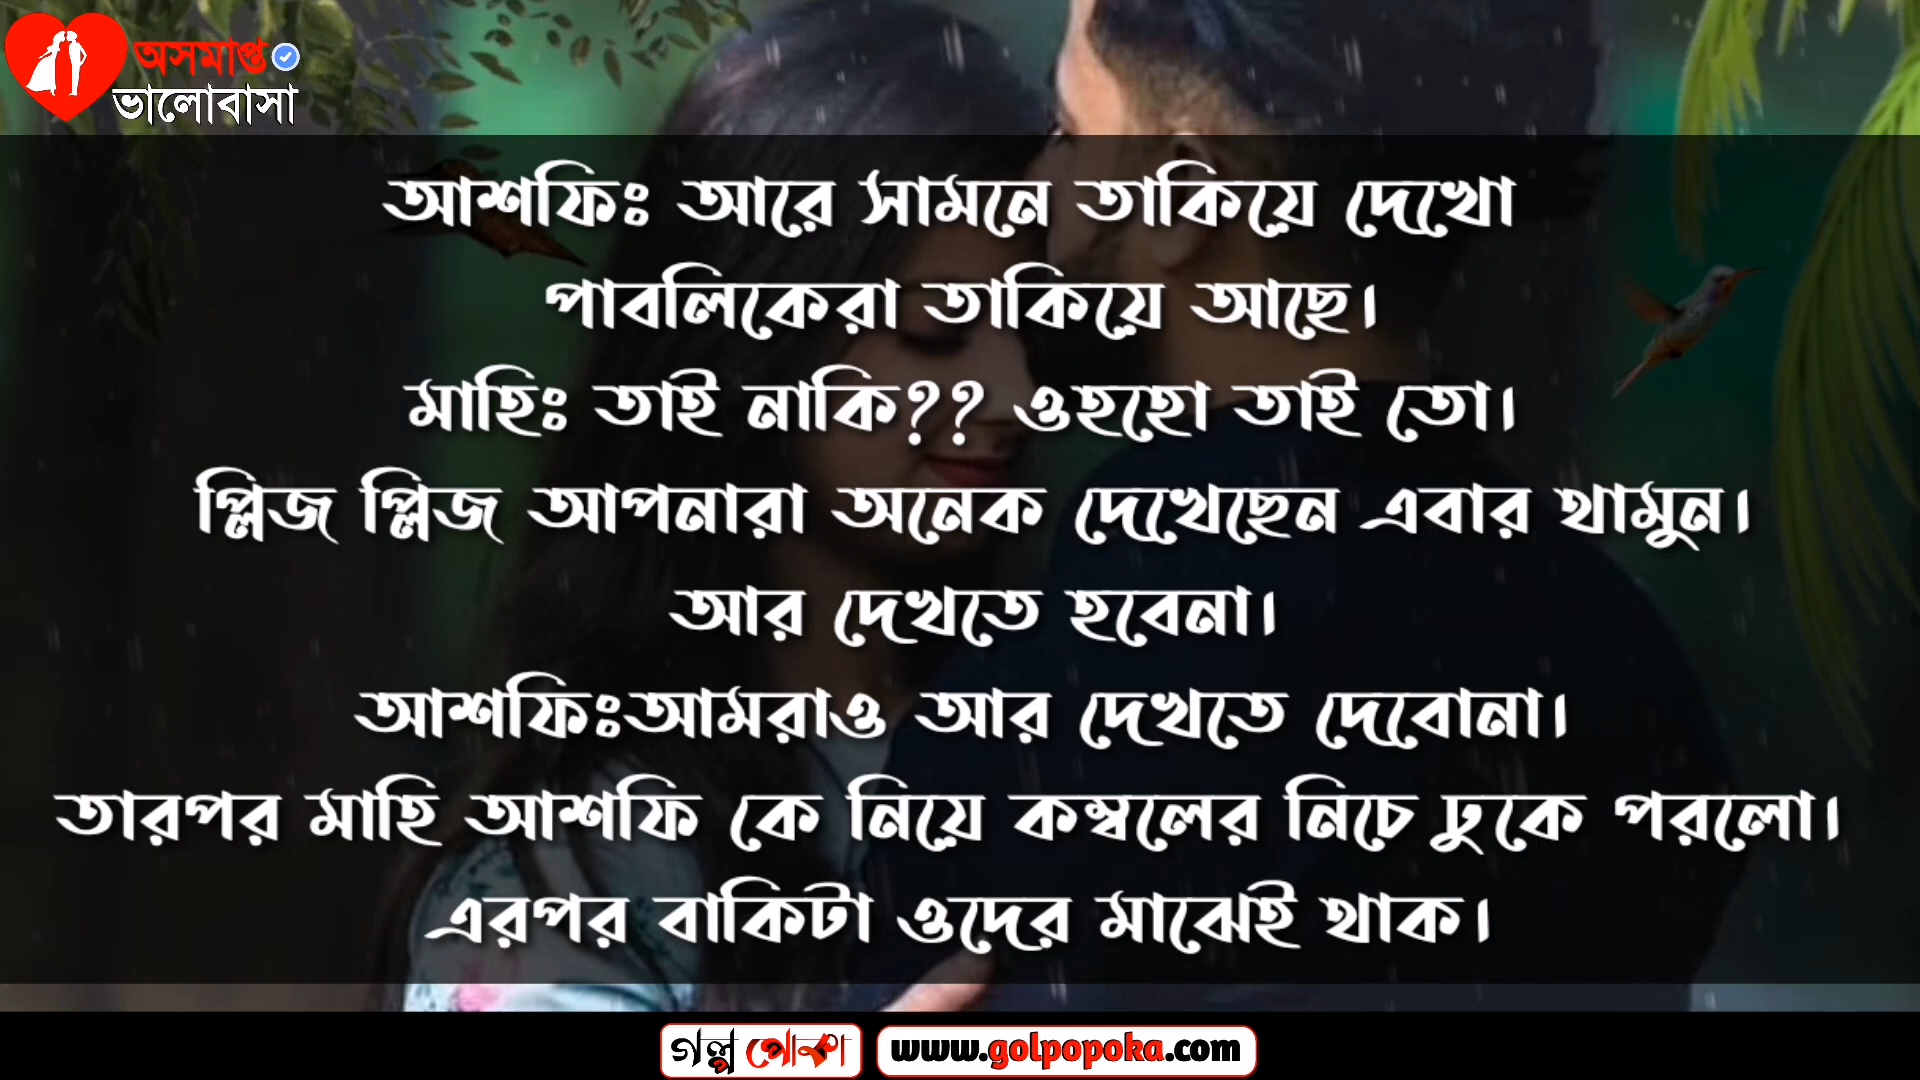 অসমাপ্ত
ভালোবাসা
আশফিঃ আরে সামনে তাকিয়ে দেখো
পাবলিকেরা তাকিয়ে আছে।
মাহিঃ তাই নাকি?? ওহহো তাই তো।
প্লিজ প্লিজ আপনারা অনেক দেখেছেন এবার থামুন।
আর দেখতে হবেনা।
আশফিঃআমরাও আর দেখতে দেবোনা।
তারপর মাহি আশফি কে নিয়ে কম্বলের নিচে ঢুকে পরলো।
এরপর বাকিটা ওদের মাঝেই থাক।
গল্প পোকা www.golpopoka.com